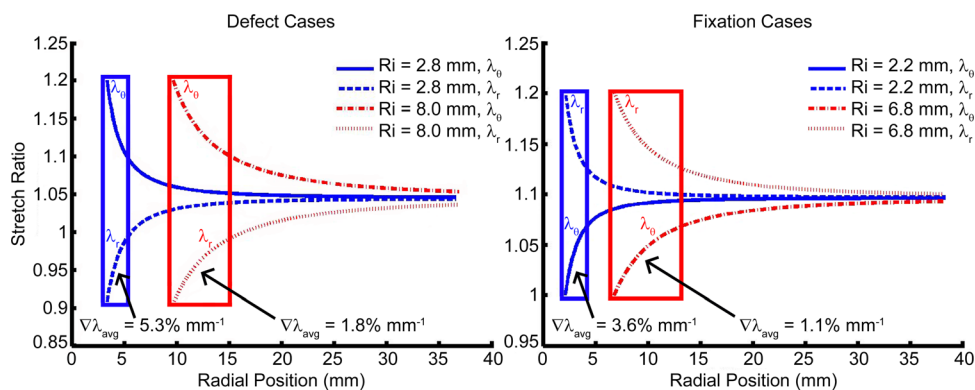 Defect Cases
1.25
1.2
1.15
1.1
1.05
1
0.95
0.9
0.85
Stretch Ratio
0 5 10 15 20 25 30 35 40
Radial Position (mm)
Ri = 2.8 mm, λθ
Ri = 2.8 mm, λr
Ri = 8.0 mm, λθ
Ri = 8.0 mm, λr
λθ
λθ
λr
λr
∇λavg = 5.3% mm⁻¹
∇λavg = 1.8% mm⁻¹
Fixation Cases
1.25
1.20
1.15
1.10
1.05
1.00
0 5 10 15 20 25 30 35 40
Radial Position (mm)
Ri = 2.2 mm, λθ
Ri = 2.2 mm, λr
Ri = 6.8 mm, λθ
Ri = 6.8 mm, λr
λr
λr
λθ
λθ
∇λavg = 3.6% mm⁻¹
∇λavg = 1.1% mm⁻¹